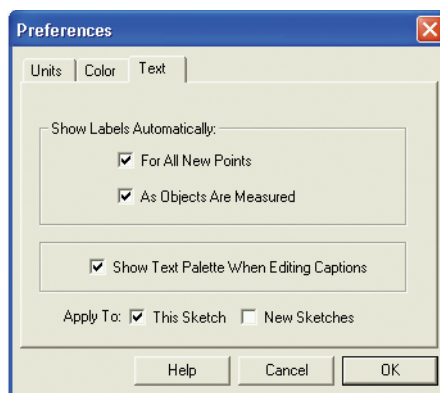 Preferences
Units Color Text
Show Labels Automatically:
For All New Points
As Objects Are Measured
Show Text Palette When Editing Captions
Apply To: This Sketch New Sketches
Help Cancel OK